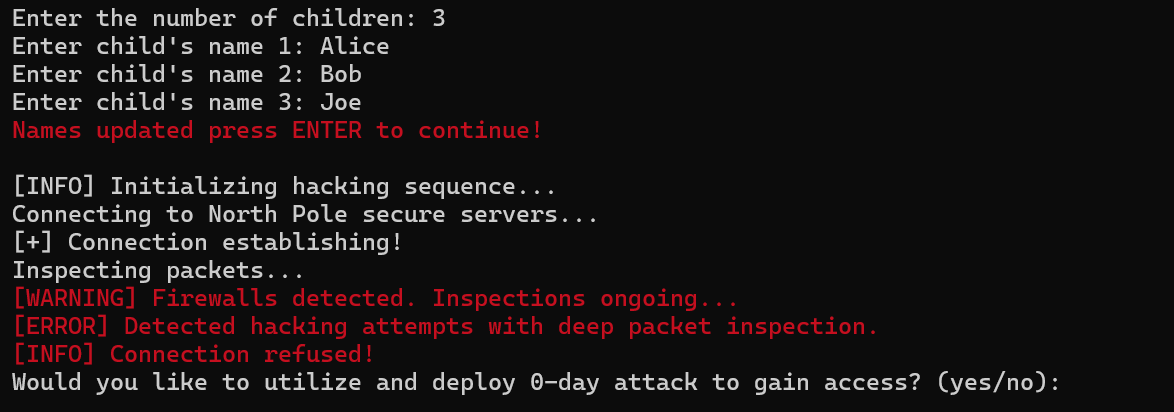 Enter the number of children: 3
Enter child's name 1: Alice
Enter child's name 2: Bob
Enter child's name 3: Joe
Names updated press ENTER to continue!
[INFO] Initializing hacking sequence...
Connecting to North Pole secure servers...
[+] Connection establishing!
Inspecting packets...
[WARNING] Firewalls detected. Inspections ongoing...
[ERROR] Detected hacking attempts with deep packet inspection.
[INFO] Connection refused!
Would you like to utilize and deploy 0-day attack to gain access? (yes/no):